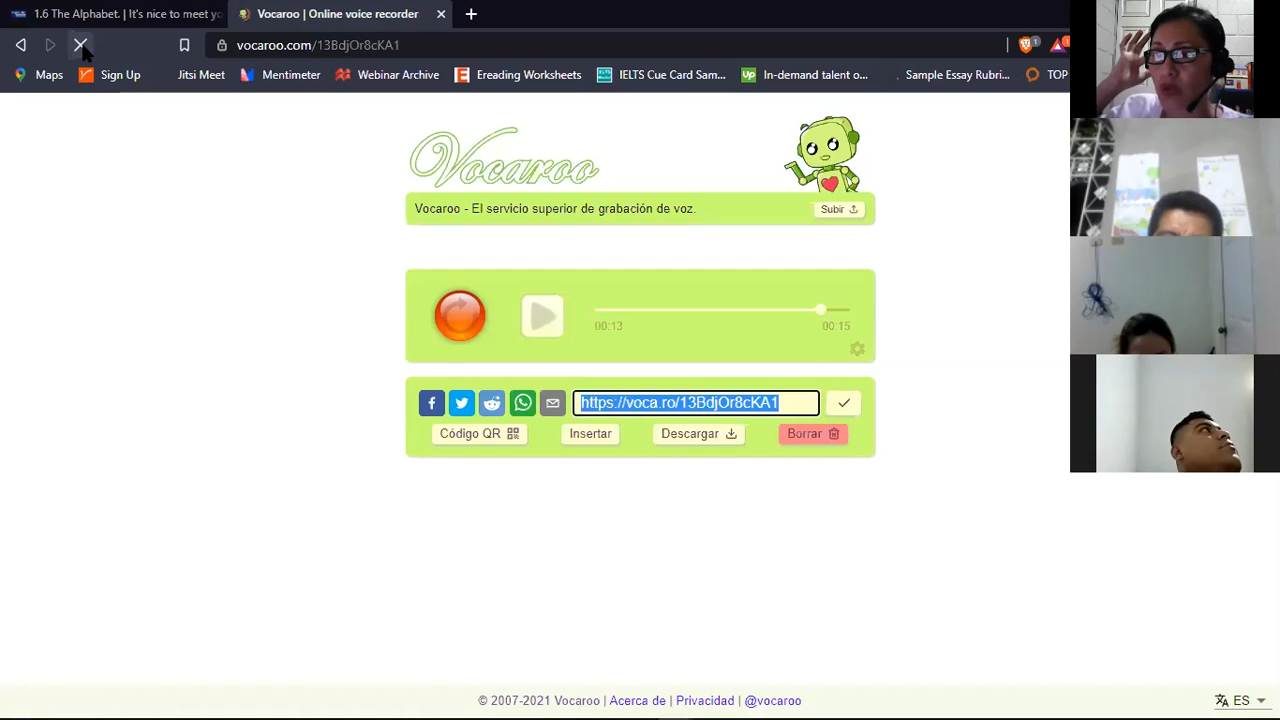 1.6 The Alphabet. | It's nice to meet yo
Vocaroo | Online voice recorder
vocaroo.com/13BdjOr8cKA1
1
1
Maps
Sign Up
Jitsi Meet
Mentimeter
Webinar Archive
Ereading Worksheets
IELTS Cue Card Sam...
Up
In-demand talent o...
Sample Essay Rubri...
TOP
Vocaroo
Vocaroo - El servicio superior de grabación de voz.
Subir
00:13
00:15
https://voca.ro/13BdjOr8cKA1
Código QR
Insertar
Descargar
Borrar
© 2007-2021 Vocaroo | Acerca de | Privacidad | @vocaroo
ES